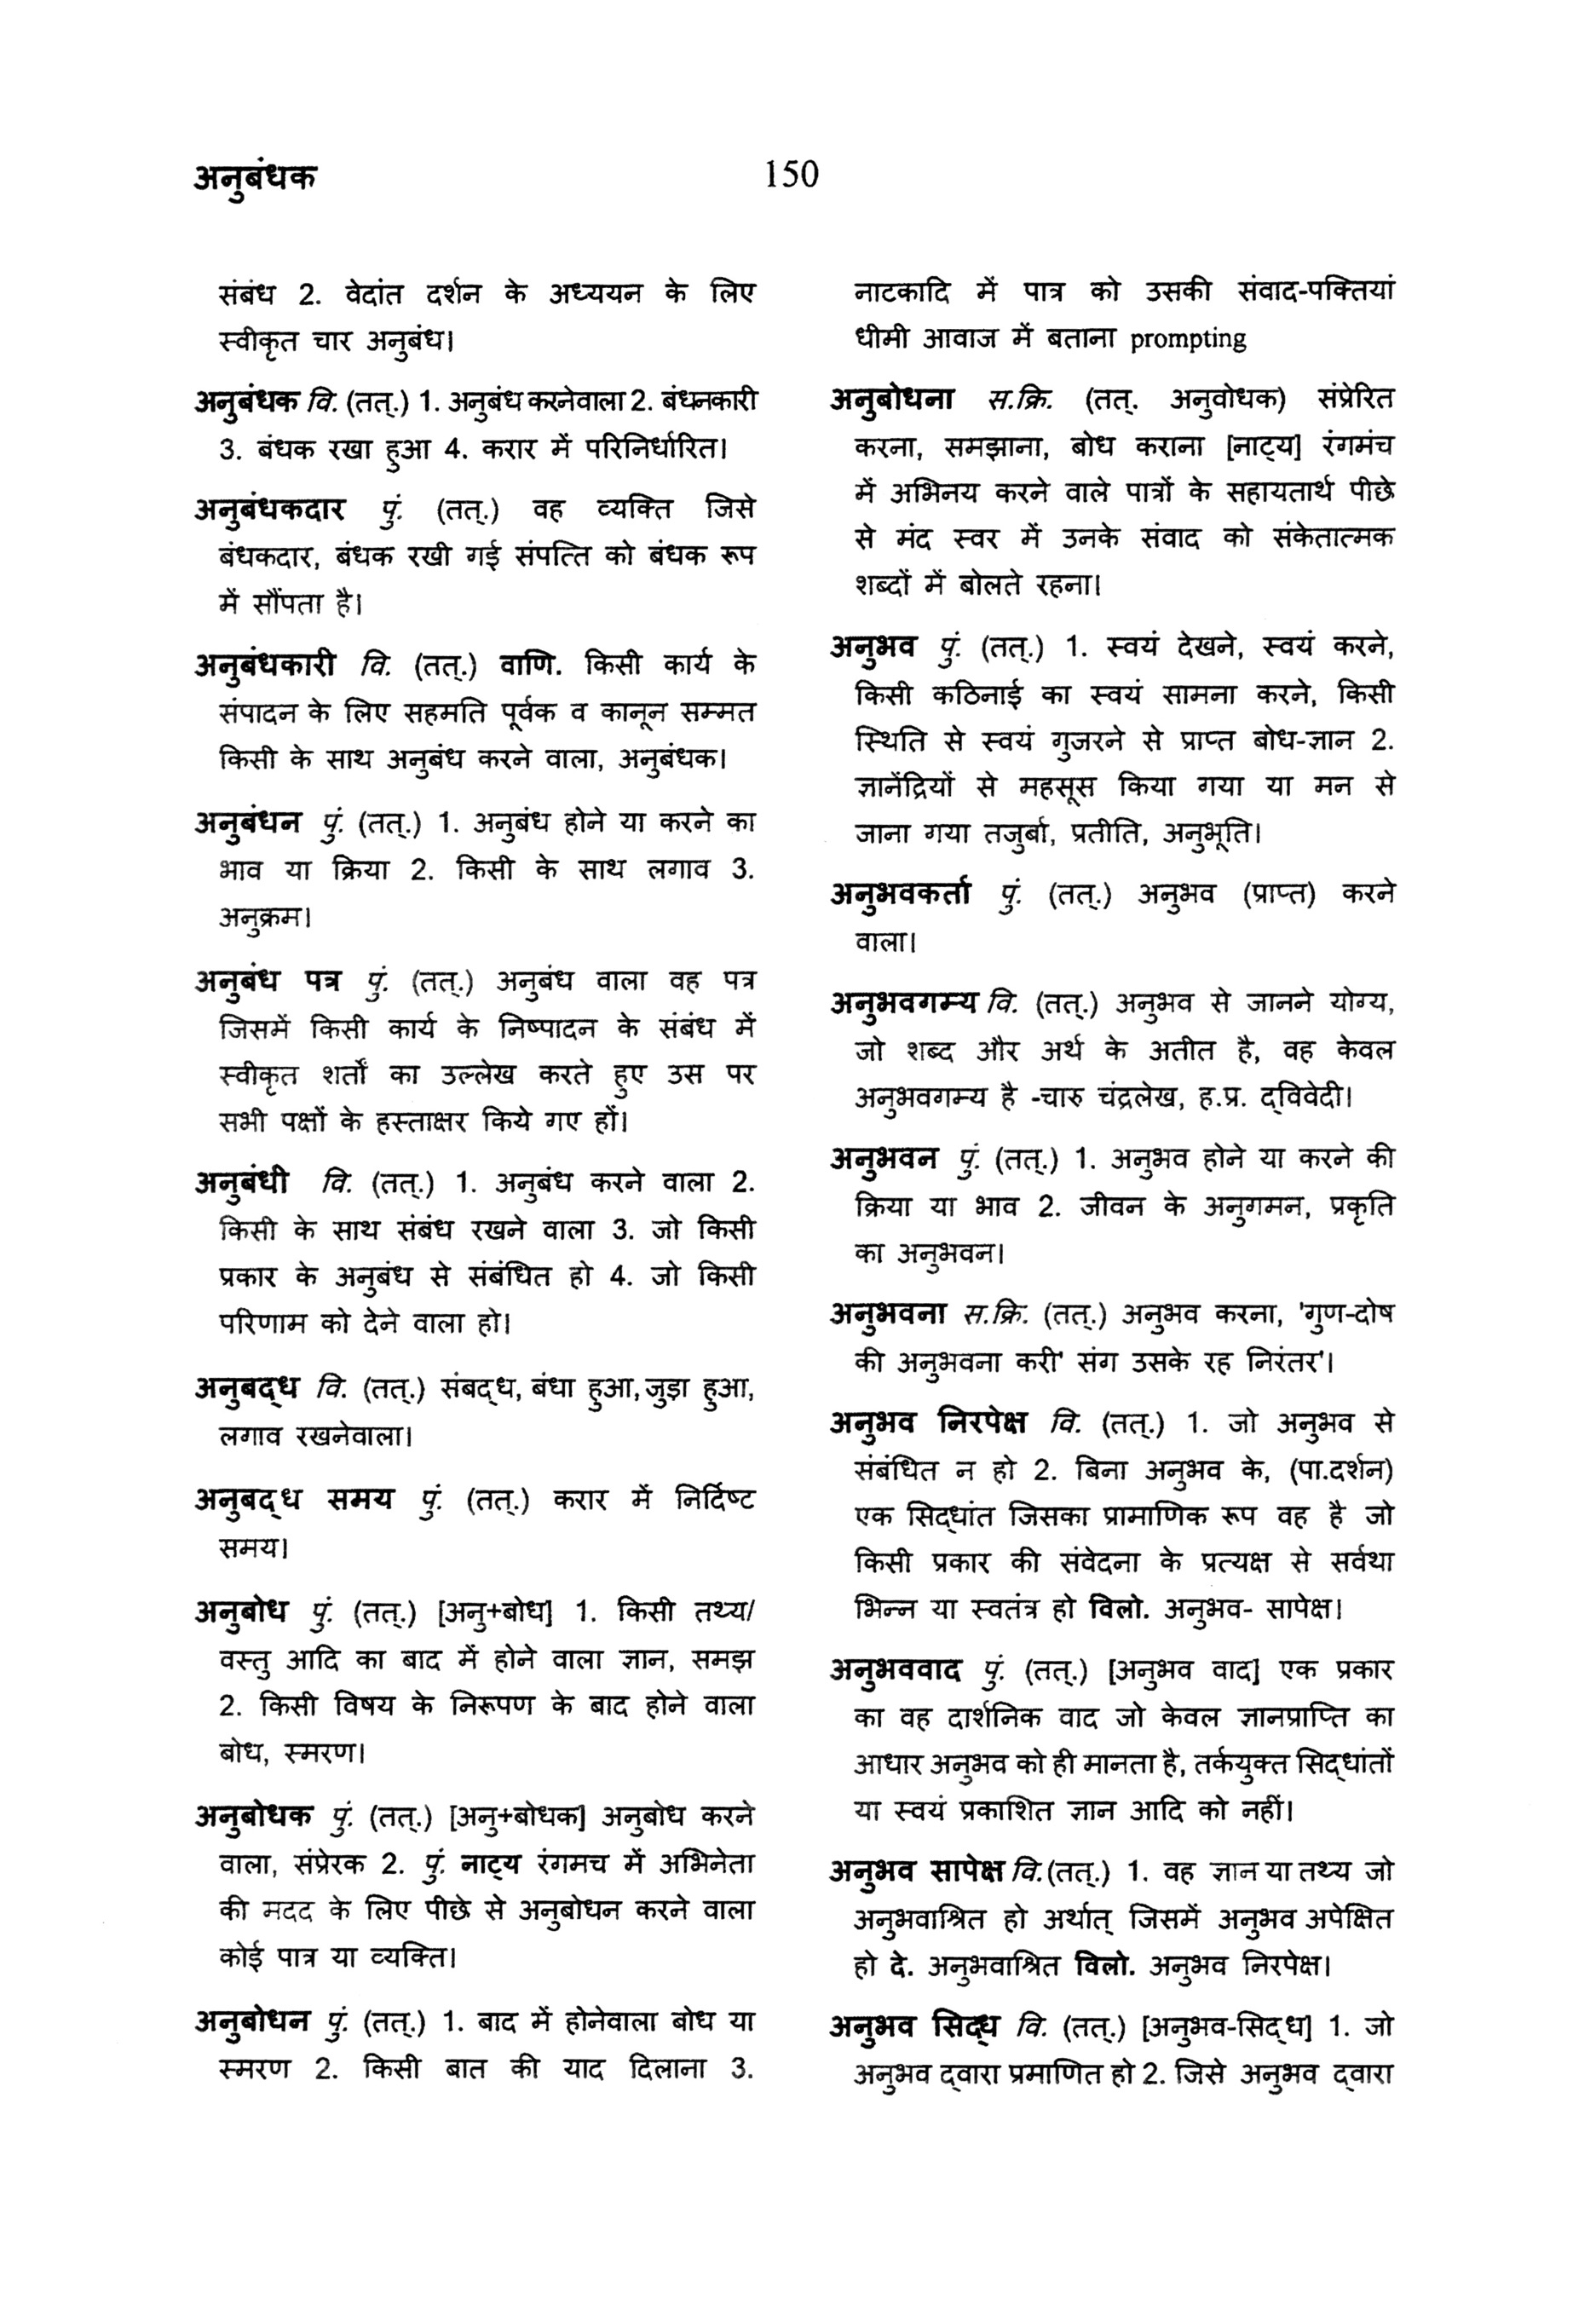 अनुबंधक
150
संबंध 2. वेदांत दर्शन के अध्ययन के लिए
स्वीकृत चार अनुबंध।
अनुबंधक वि. (तत्.) 1. अनुबंध करनेवाला 2. बंधनकारी
3. बंधक रखा हुआ 4. करार में परिनिर्धारित।
अनुबंधकदार पुं. (तत्.) वह व्यक्ति जिसे
बंधकदार, बंधक रखी गई संपत्ति को बंधक रूप
में सौंपता है।
अनुबंधकारी वि. (तत्.) वाणि. किसी कार्य के
संपादन के लिए सहमति पूर्वक व कानून सम्मत
किसी के साथ अनुबंध करने वाला, अनुबंधक।
अनुबंधन पुं. (तत्.) 1. अनुबंध होने या करने का
भाव या क्रिया 2. किसी के साथ लगाव 3.
अनुक्रम।
अनुबंध पत्र पुं. (तत्.) अनुबंध वाला वह पत्र
जिसमें किसी कार्य के निष्पादन के संबंध में
स्वीकृत शर्तों का उल्लेख करते हुए उस पर
सभी पक्षों के हस्ताक्षर किये गए हों।
अनुबंधी वि. (तत्.) 1. अनुबंध करने वाला 2.
किसी के साथ संबंध रखने वाला 3. जो किसी
प्रकार के अनुबंध से संबंधित हो 4. जो किसी
परिणाम को देने वाला हो।
अनुबद्ध वि. (तत्.) संबद्ध, बंधा हुआ, जुड़ा हुआ,
लगाव रखनेवाला।
अनुबद्ध समय पुं. (तत्.) करार में निर्दिष्ट
समय।
अनुबोध पुं. (तत्.) [अनु+बोध] 1. किसी तथ्य/
वस्तु आदि का बाद में होने वाला ज्ञान, समझ
2. किसी विषय के निरूपण के बाद होने वाला
बोध, स्मरण।
अनुबोधक पुं. (तत्.) [अनु+बोधक] अनुबोध करने
वाला, संप्रेरक 2. पुं. नाट्य रंगमच में अभिनेता
की मदद के लिए पीछे से अनुबोधन करने वाला
कोई पात्र या व्यक्ति।
अनुबोधन पुं. (तत्.) 1. बाद में होनेवाला बोध या
स्मरण 2. किसी बात की याद दिलाना 3.
नाटकादि में पात्र को उसकी संवाद-पक्तियां
धीमी आवाज में बताना prompting
अनुबोधना स.क्रि. (तत्. अनुवोधक) संप्रेरित
करना, समझाना, बोध कराना [नाट्य] रंगमंच
में अभिनय करने वाले पात्रों के सहायतार्थ पीछे
से मंद स्वर में उनके संवाद को संकेतात्मक
शब्दों में बोलते रहना।
अनुभव पुं. (तत्.) 1. स्वयं देखने, स्वयं करने,
किसी कठिनाई का स्वयं सामना करने, किसी
स्थिति से स्वयं गुजरने से प्राप्त बोध-ज्ञान 2.
ज्ञानेंद्रियों से महसूस किया गया या मन से
जाना गया तजुर्बा, प्रतीति, अनुभूति।
अनुभवकर्ता पुं. (तत्.) अनुभव (प्राप्त) करने
वाला।
अनुभवगम्य वि. (तत्.) अनुभव से जानने योग्य,
जो शब्द और अर्थ के अतीत है, वह केवल
अनुभवगम्य है -चारु चंद्रलेख, ह.प्र. द्विवेदी।
अनुभवन पुं. (तत्.) 1. अनुभव होने या करने की
क्रिया या भाव 2. जीवन के अनुगमन, प्रकृति
का अनुभवन।
अनुभवना स.क्रि. (तत्.) अनुभव करना, 'गुण-दोष
की अनुभवना करी' संग उसके रह निरंतर'।
अनुभव निरपेक्ष वि. (तत्.) 1. जो अनुभव से
संबंधित न हो 2. बिना अनुभव के, (पा.दर्शन)
एक सिद्धांत जिसका प्रामाणिक रूप वह है जो
किसी प्रकार की संवेदना के प्रत्यक्ष से सर्वथा
भिन्न या स्वतंत्र हो विलो. अनुभव- सापेक्ष।
अनुभववाद पुं. (तत्.) [अनुभव वाद] एक प्रकार
का वह दार्शनिक वाद जो केवल ज्ञानप्राप्ति का
आधार अनुभव को ही मानता है, तर्कयुक्त सिद्धांतों
या स्वयं प्रकाशित ज्ञान आदि को नहीं।
अनुभव सापेक्ष वि.(तत्.) 1. वह ज्ञान या तथ्य जो
अनुभवाश्रित हो अर्थात् जिसमें अनुभव अपेक्षित
हो दे. अनुभवाश्रित विलो. अनुभव निरपेक्ष।
अनुभव सिद्ध वि. (तत्.) [अनुभव-सिद्ध] 1. जो
अनुभव द्वारा प्रमाणित हो 2. जिसे अनुभव द्वारा